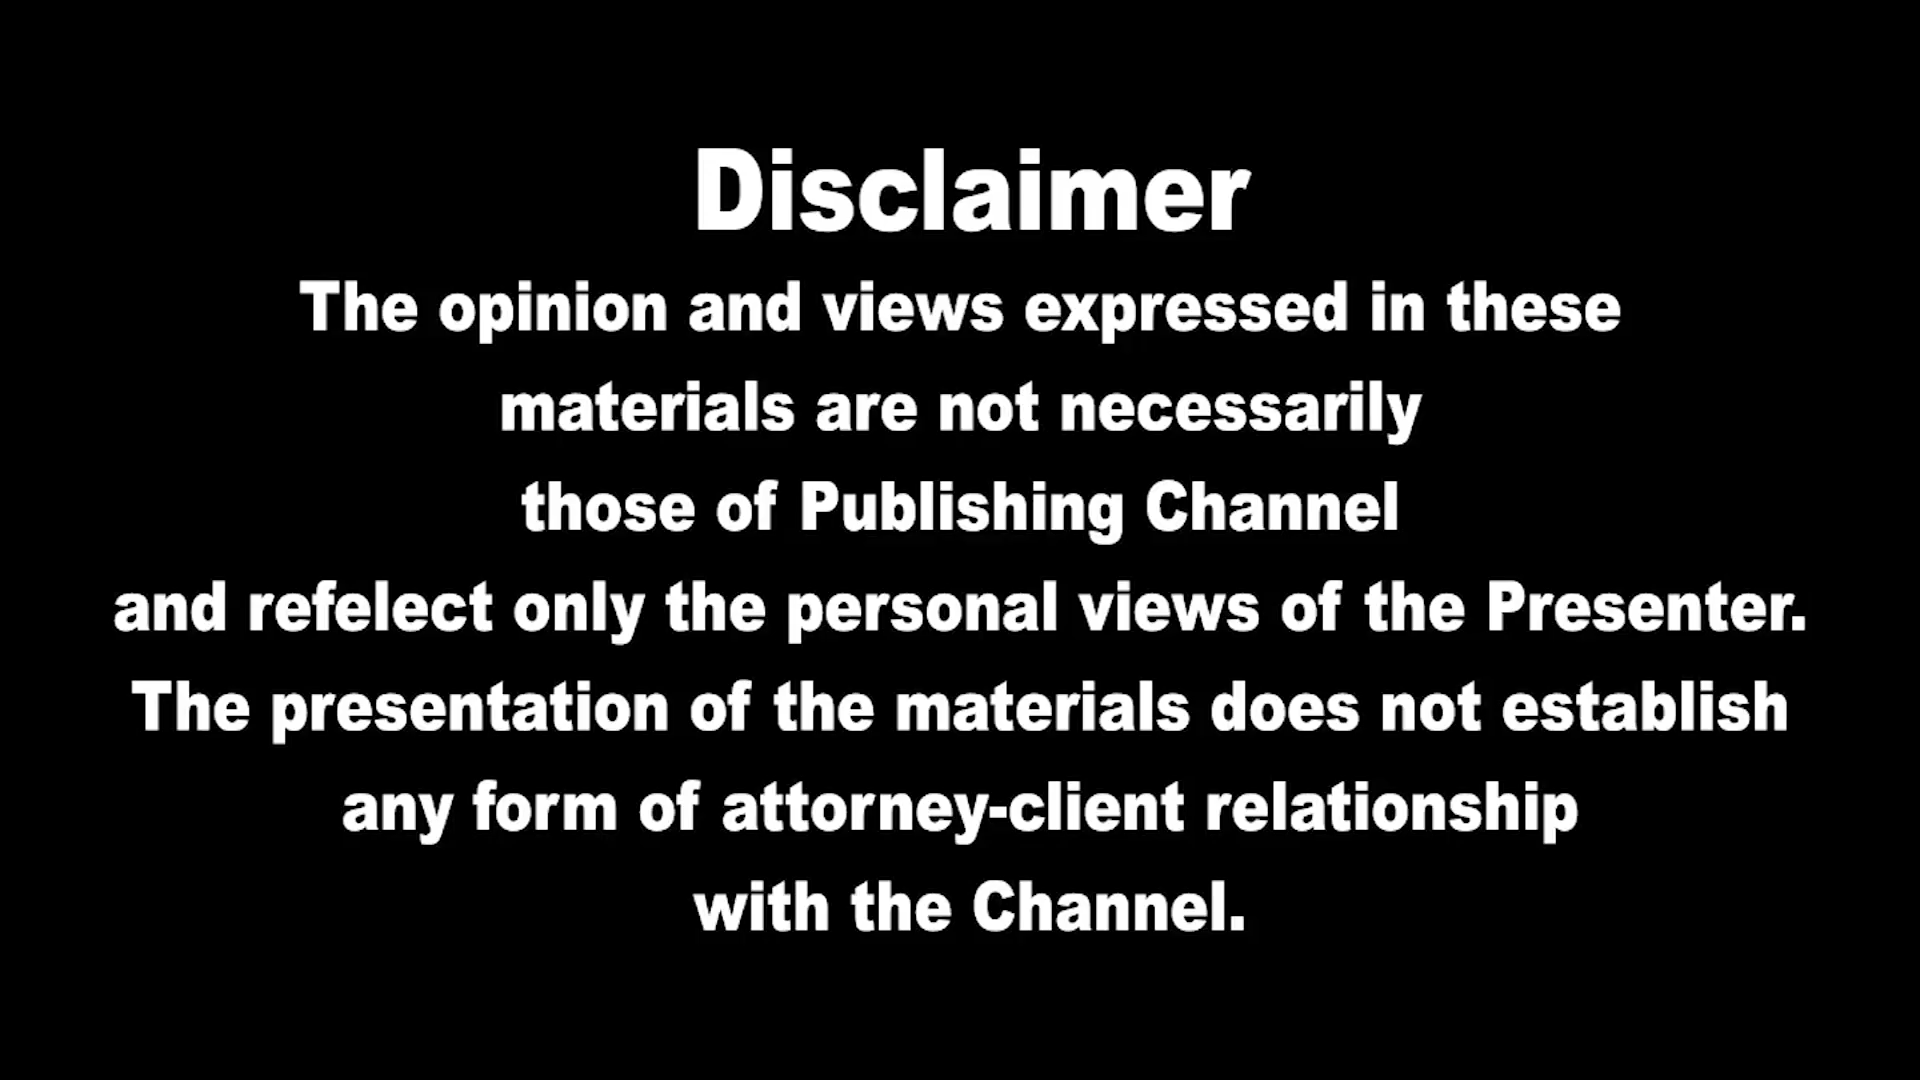 Disclaimer
The opinion and views expressed in these
materials are not necessarily
those of Publishing Channel
and refelect only the personal views of the Presenter.
The presentation of the materials does not establish
any form of attorney-client relationship
with the Channel.